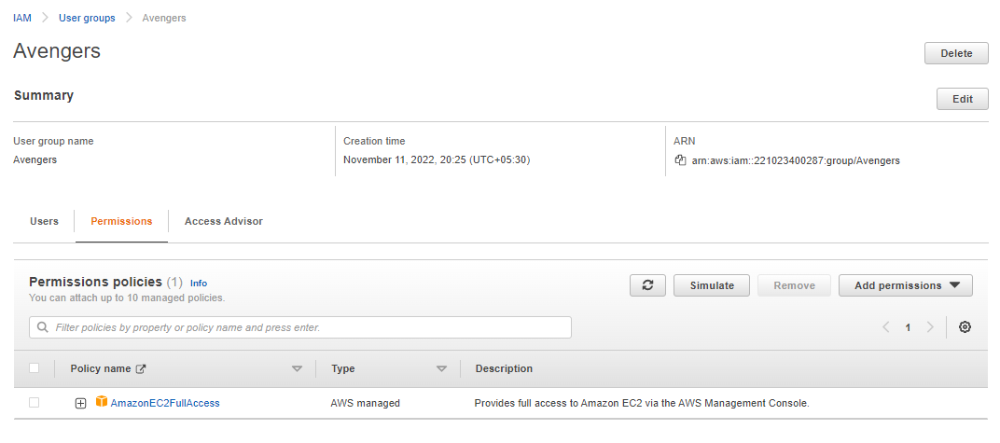 IAM > User groups > Avengers
Avengers
Delete
Summary
Edit
User group name
Avengers
Creation time
November 11, 2022, 20:25 (UTC+05:30)
ARN
arn:aws:iam::221023400287:group/Avengers
Users
Permissions
Access Advisor
Permissions policies (1) Info
You can attach up to 10 managed policies.
Simulate
Remove
Add permissions
Filter policies by property or policy name and press enter.
1
Policy name
Type
Description
AmazonEC2FullAccess
AWS managed
Provides full access to Amazon EC2 via the AWS Management Console.